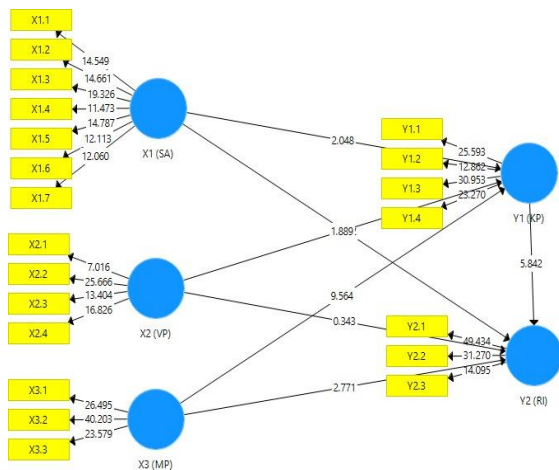 X1.1
X1.2
X1.3
X1.4
X1.5
X1.6
X1.7
14.549
14.661
19.326
11.473
14.787
12.113
12.060
X1 (SA)
X2.1
X2.2
X2.3
X2.4
7.016
25.666
13.404
16.826
X2 (VP)
X3.1
X3.2
X3.3
26.495
40.203
23.579
X3 (MP)
2.048
1.889
9.564
0.343
2.771
5.842
Y1.1
Y1.2
Y1.3
Y1.4
25.593
12.862
30.953
23.270
Y1 (KP)
Y2.1
Y2.2
Y2.3
49.434
31.270
14.095
Y2 (RI)